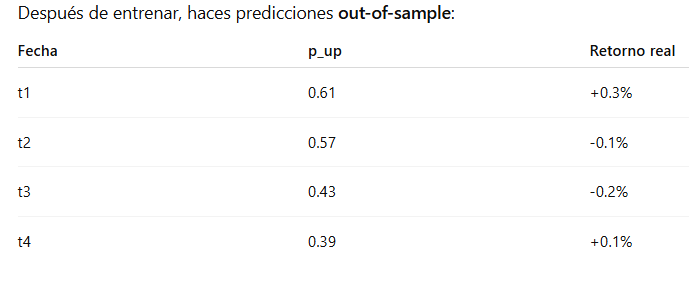 Después de entrenar, haces predicciones out-of-sample:
Fecha p_up Retorno real
t1 0.61 +0.3%
t2 0.57 -0.1%
t3 0.43 -0.2%
t4 0.39 +0.1%